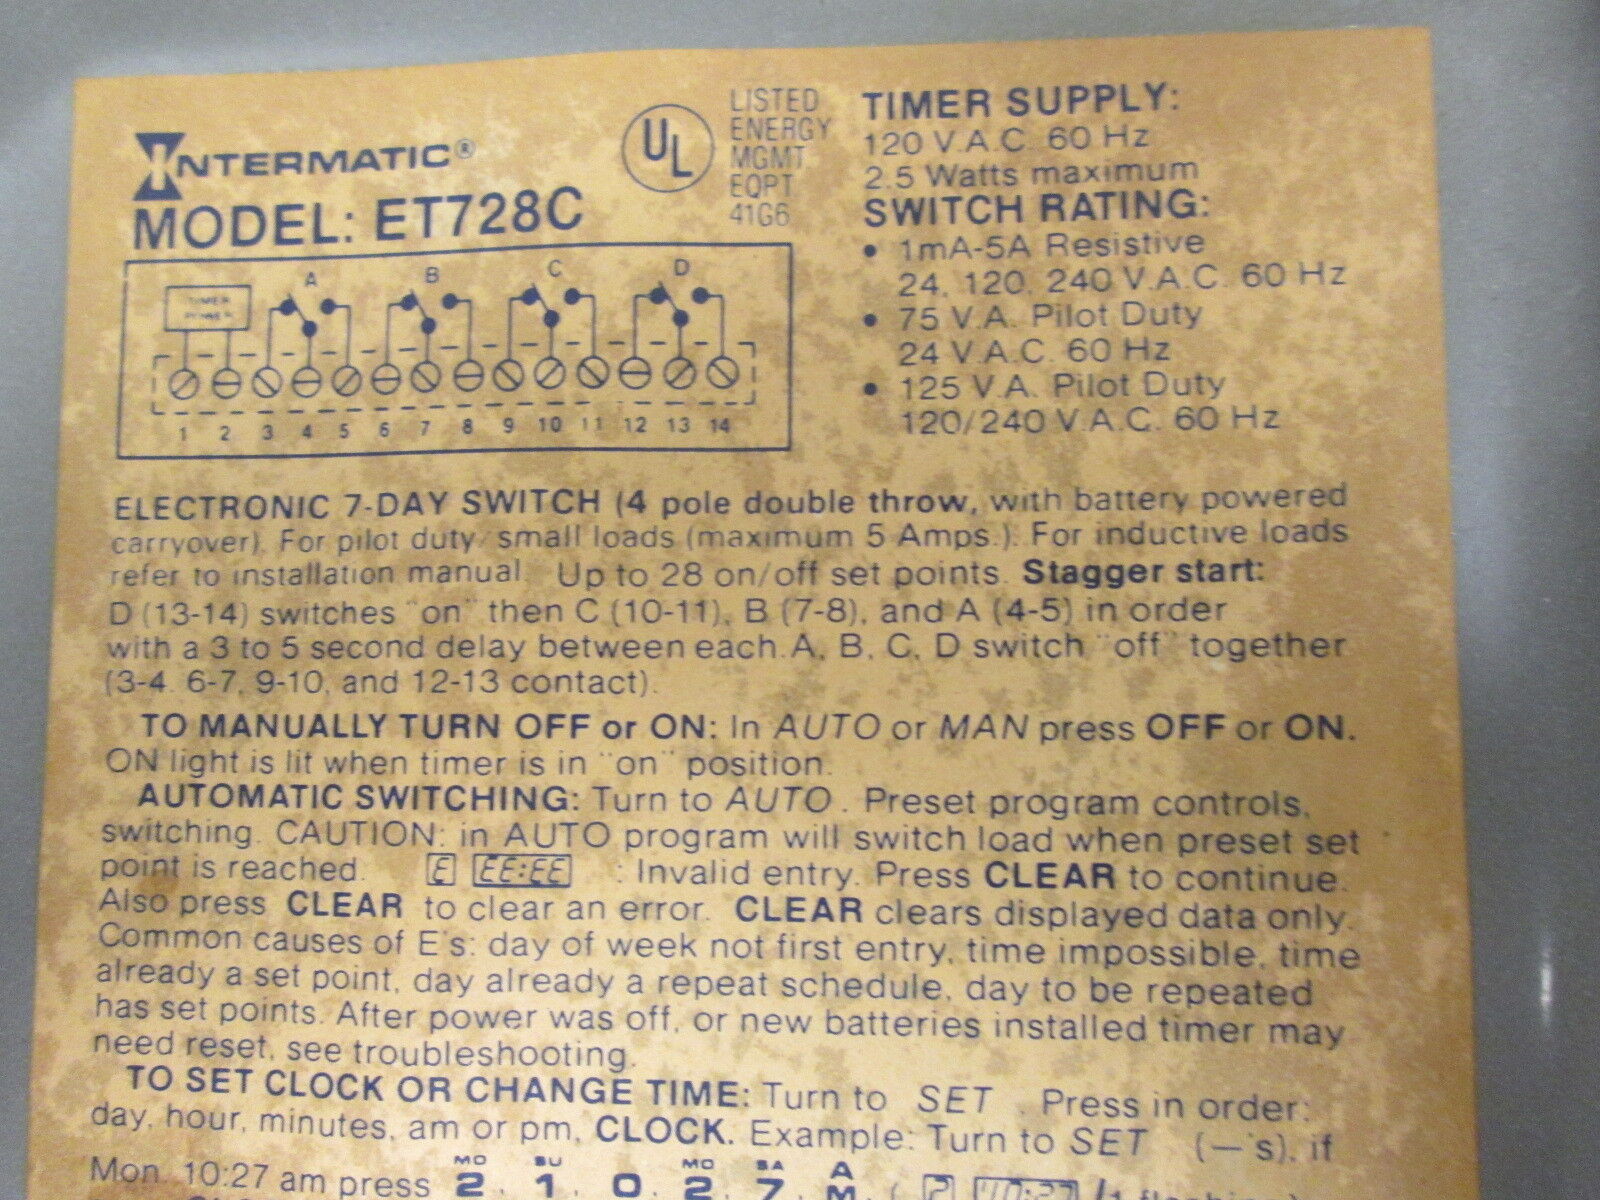 INTERMATIC®
MODEL: ET728C
UL
LISTED
ENERGY
MGMT
EQPT
41G6
TIMER SUPPLY:
120 V.A.C. 60 Hz
2.5 Watts maximum
SWITCH RATING:
• 1mA-5A Resistive
24, 120, 240 V.A.C. 60 Hz
• 75 V.A. Pilot Duty
24 V.A.C. 60 Hz
• 125 V.A. Pilot Duty
120/240 V.A.C. 60 Hz
A B C D
TIMER
POWER
1 2 3 4 5 6 7 8 9 10 11 12 13 14
ELECTRONIC 7-DAY SWITCH (4 pole double throw, with battery powered
carryover). For pilot duty/small loads (maximum 5 Amps.). For inductive loads
refer to installation manual. Up to 28 on/off set points. Stagger start:
D (13-14) switches "on" then C (10-11), B (7-8), and A (4-5) in order
with a 3 to 5 second delay between each. A, B, C, D switch "off" together
(3-4, 6-7, 9-10, and 12-13 contact).
TO MANUALLY TURN OFF or ON: In AUTO or MAN press OFF or ON.
ON light is lit when timer is in "on" position.
AUTOMATIC SWITCHING: Turn to AUTO. Preset program controls,
switching. CAUTION: in AUTO program will switch load when preset set
point is reached. E EE:EE : Invalid entry. Press CLEAR to continue.
Also press CLEAR to clear an error. CLEAR clears displayed data only.
Common causes of E's: day of week not first entry, time impossible, time
already a set point, day already a repeat schedule, day to be repeated
has set points. After power was off, or new batteries installed timer may
need reset, see troubleshooting.
TO SET CLOCK OR CHANGE TIME: Turn to SET. Press in order:
day, hour, minutes, am or pm, CLOCK. Example: Turn to SET (—'s), if
MO SU MO SA
Mon. 10:27 am press 2, 1, 0, 2, 7, AM, ( 2 10:27